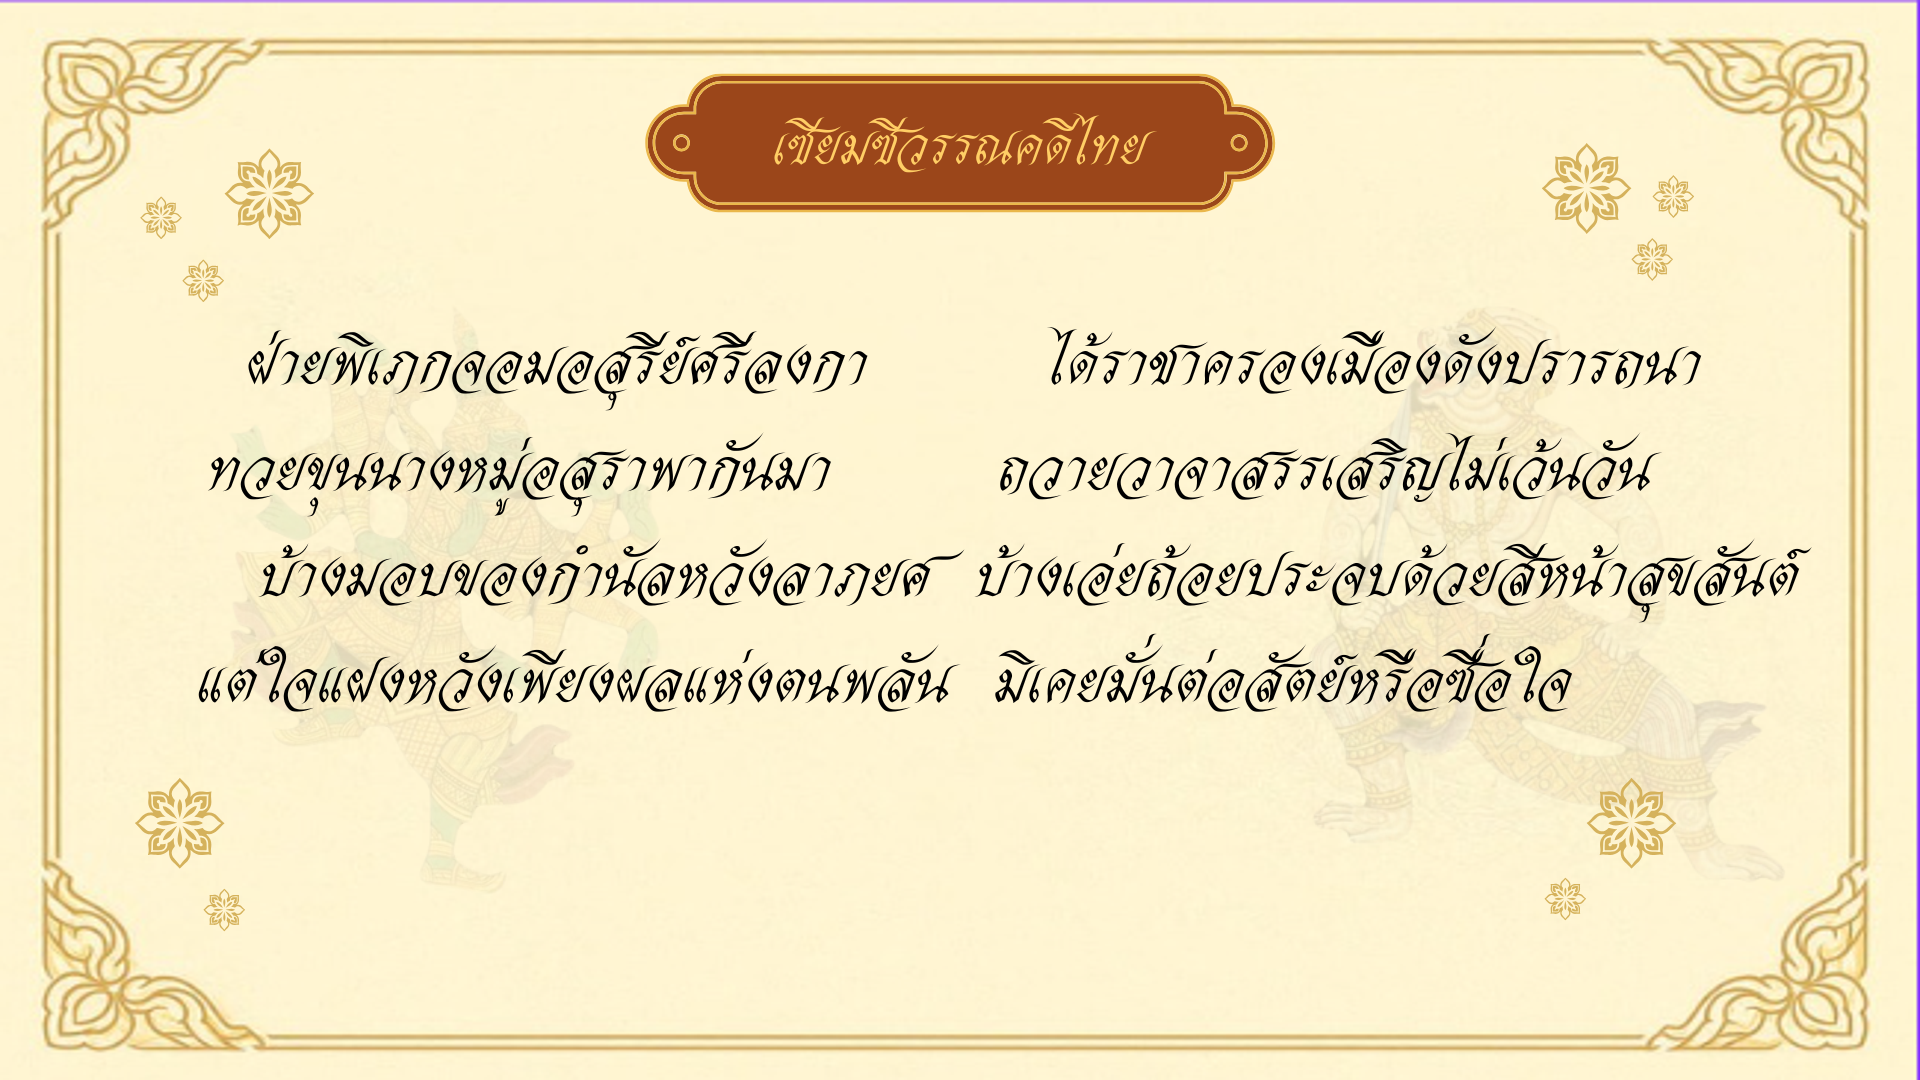 เซียมซีวรรณคดีไทย
ฝ่ายพิเภกจอมอสุรีย์ศรีลงกา ได้ราชาครองเมืองดังปรารถนา
ทวยขุนนางหมู่อสุราพากันมา ถวายวาจาสรรเสริญไม่เว้นวัน
บ้างมอบของกำนัลหวังลาภยศ บ้างเอ่ยถ้อยประจบด้วยสีหน้าสุขสันต์
แต่ใจแฝงหวังเพียงผลแห่งตนพลัน มิเคยมั่นต่อสัตย์หรือซื่อใจ